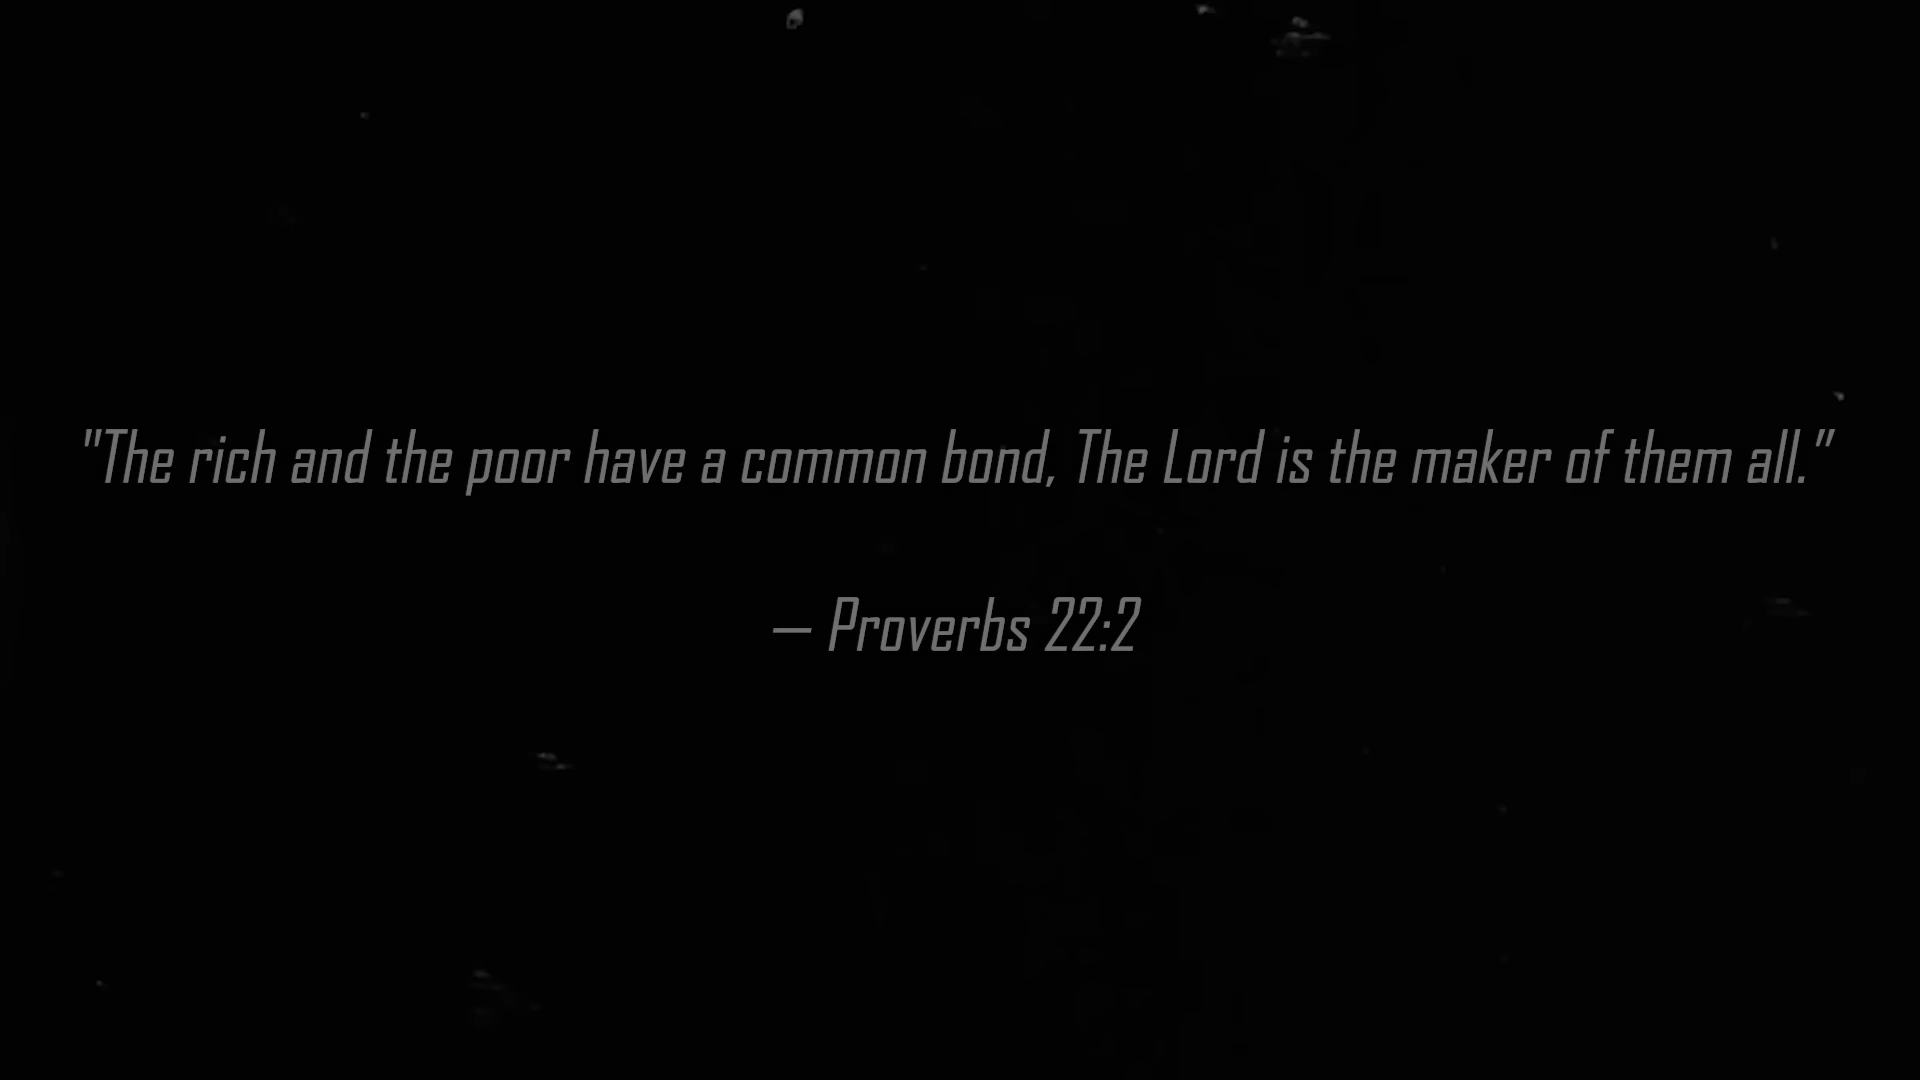 "The rich and the poor have a common bond, The Lord is the maker of them all."
— Proverbs 22:2